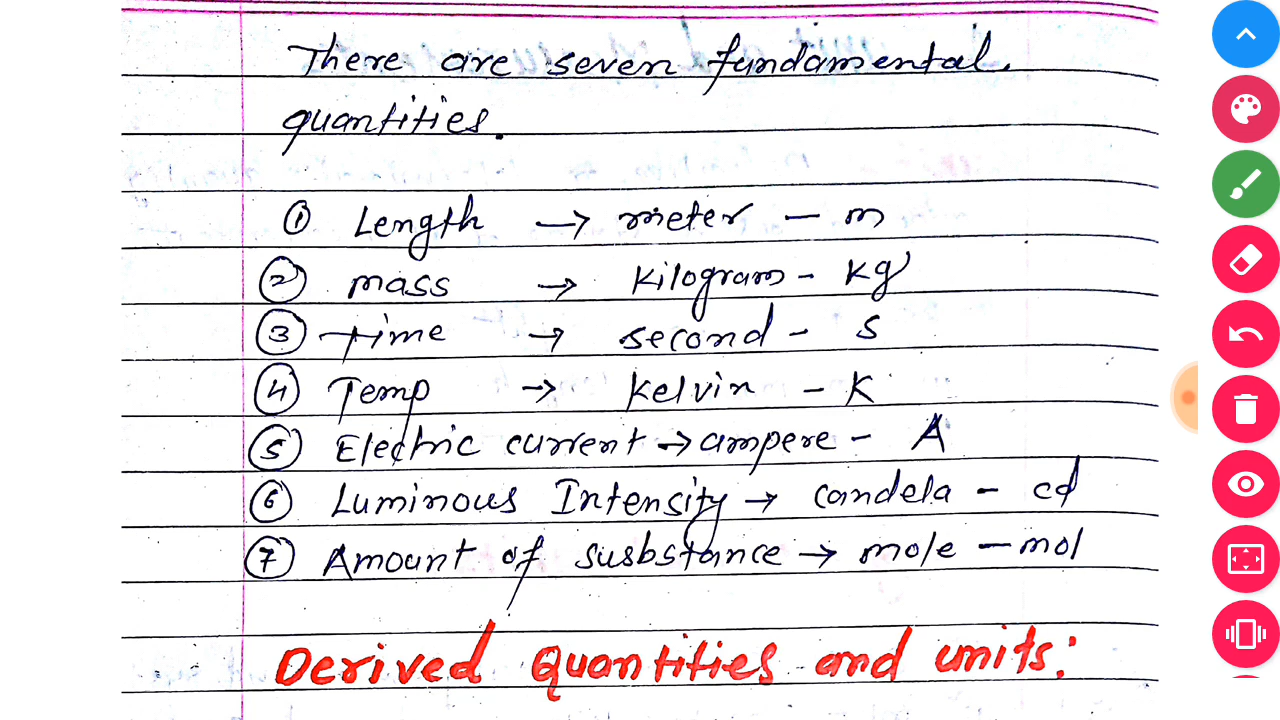 There are seven fundamental.
quantities.
① Length → meter - m
② mass → kilogram - kg
③ Time → second - s
④ Temp → kelvin - K
⑤ Electric current → ampere - A
⑥ Luminous Intensity → candela - cd
⑦ Amount of susbstance → mole - mol
Derived quantities and units: